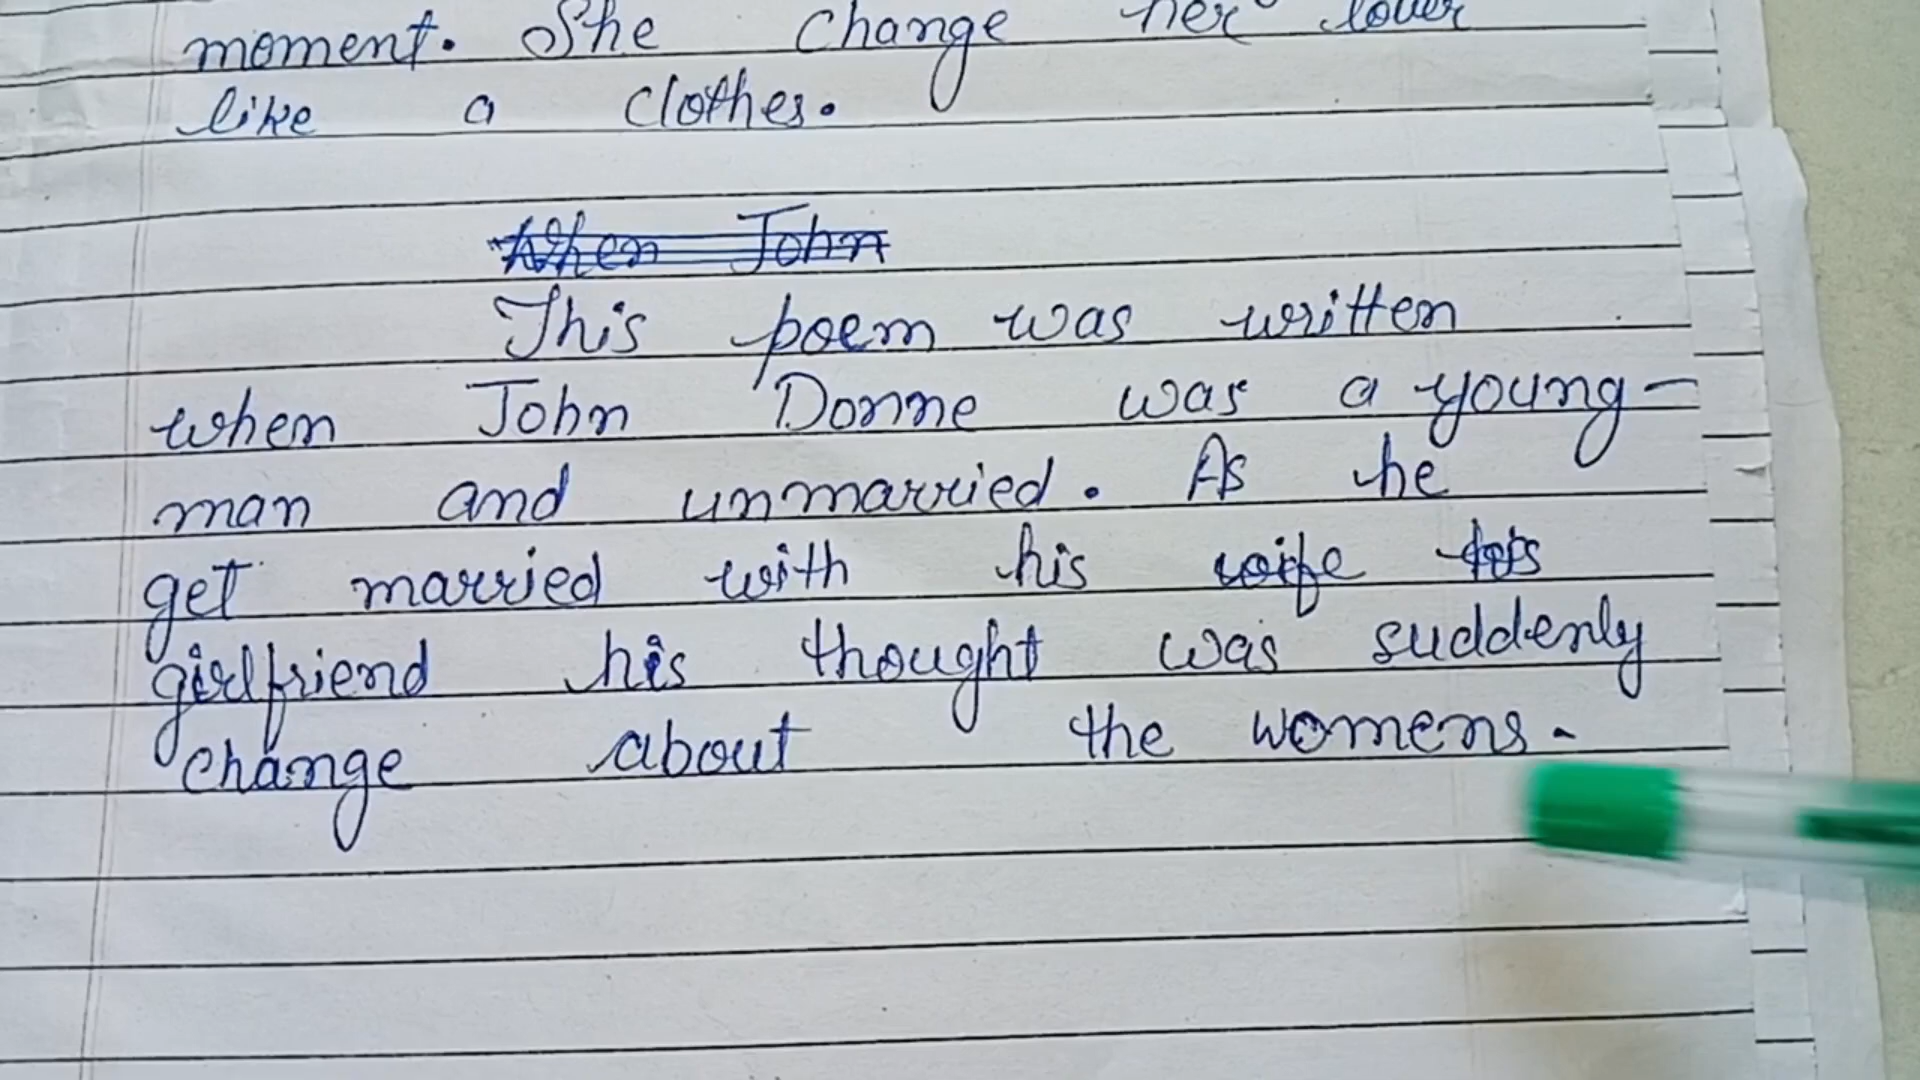 moment. She change her lover
like a clothes.
When John
This poem was written
when John Donne was a young-
man and unmarried. As he
get married with his wife
girlfriend his thought was suddenly
change about the womens.